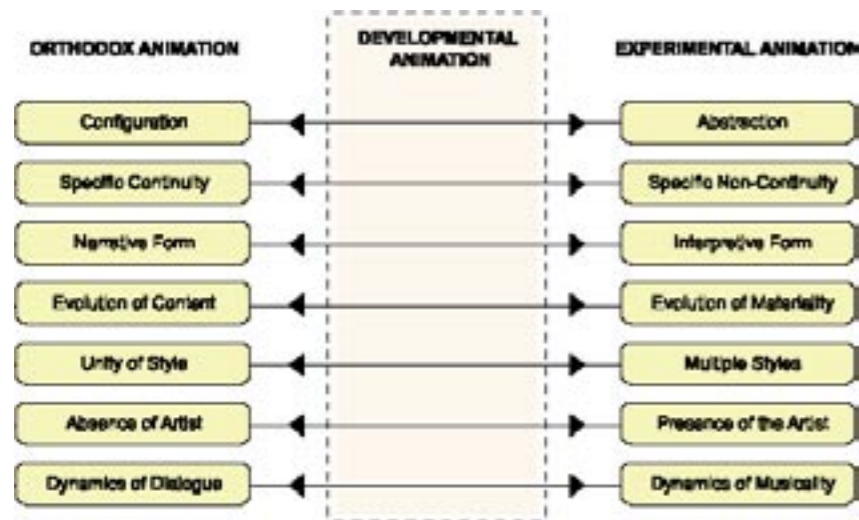 ORTHODOX ANIMATION
DEVELOPMENTAL
ANIMATION
EXPERIMENTAL ANIMATION
Configuration
Abstraction
Specific Continuity
Specific Non-Continuity
Narrative Form
Interpretive Form
Evolution of Content
Evolution of Materiality
Unity of Style
Multiple Styles
Absence of Artist
Presence of the Artist
Dynamics of Dialogue
Dynamics of Musicality